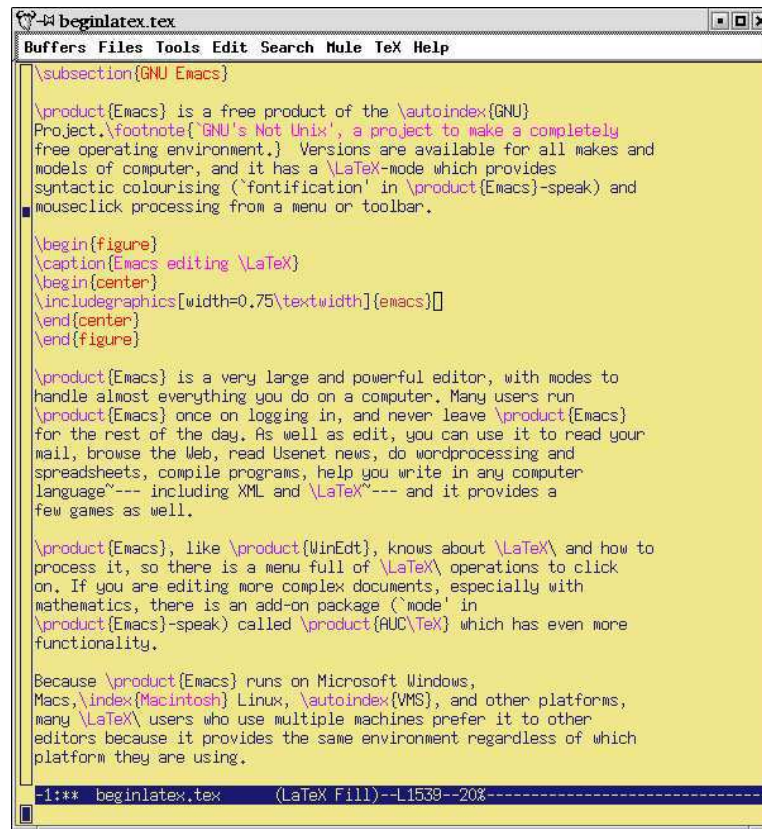 beginlatex.tex
Buffers Files Tools Edit Search Mule TeX Help
\subsection{GNU Emacs}
\product{Emacs} is a free product of the \autoindex{GNU}
Project.\footnote{`GNU's Not Unix', a project to make a completely
free operating environment.}  Versions are available for all makes and
models of computer, and it has a \LaTeX-mode which provides
syntactic colourising (`fontification' in \product{Emacs}-speak) and
mouseclick processing from a menu or toolbar.
\begin{figure}
\caption{Emacs editing \LaTeX}
\begin{center}
\includegraphics[width=0.75\textwidth]{emacs}
\end{center}
\end{figure}
\product{Emacs} is a very large and powerful editor, with modes to
handle almost everything you do on a computer. Many users run
\product{Emacs} once on logging in, and never leave \product{Emacs}
for the rest of the day. As well as edit, you can use it to read your
mail, browse the Web, read Usenet news, do wordprocessing and
spreadsheets, compile programs, help you write in any computer
language~--- including XML and \LaTeX~--- and it provides a
few games as well.
\product{Emacs}, like \product{WinEdt}, knows about \LaTeX\ and how to
process it, so there is a menu full of \LaTeX\ operations to click
on. If you are editing more complex documents, especially with
mathematics, there is an add-on package (`mode' in
\product{Emacs}-speak) called \product{AUC\TeX} which has even more
functionality.
Because \product{Emacs} runs on Microsoft Windows,
Macs,\index{Macintosh} Linux, \autoindex{VMS}, and other platforms,
many \LaTeX\ users who use multiple machines prefer it to other
editors because it provides the same environment regardless of which
platform they are using.
-1:**  beginlatex.tex      (LaTeX Fill)--L1539--20%------------------------------